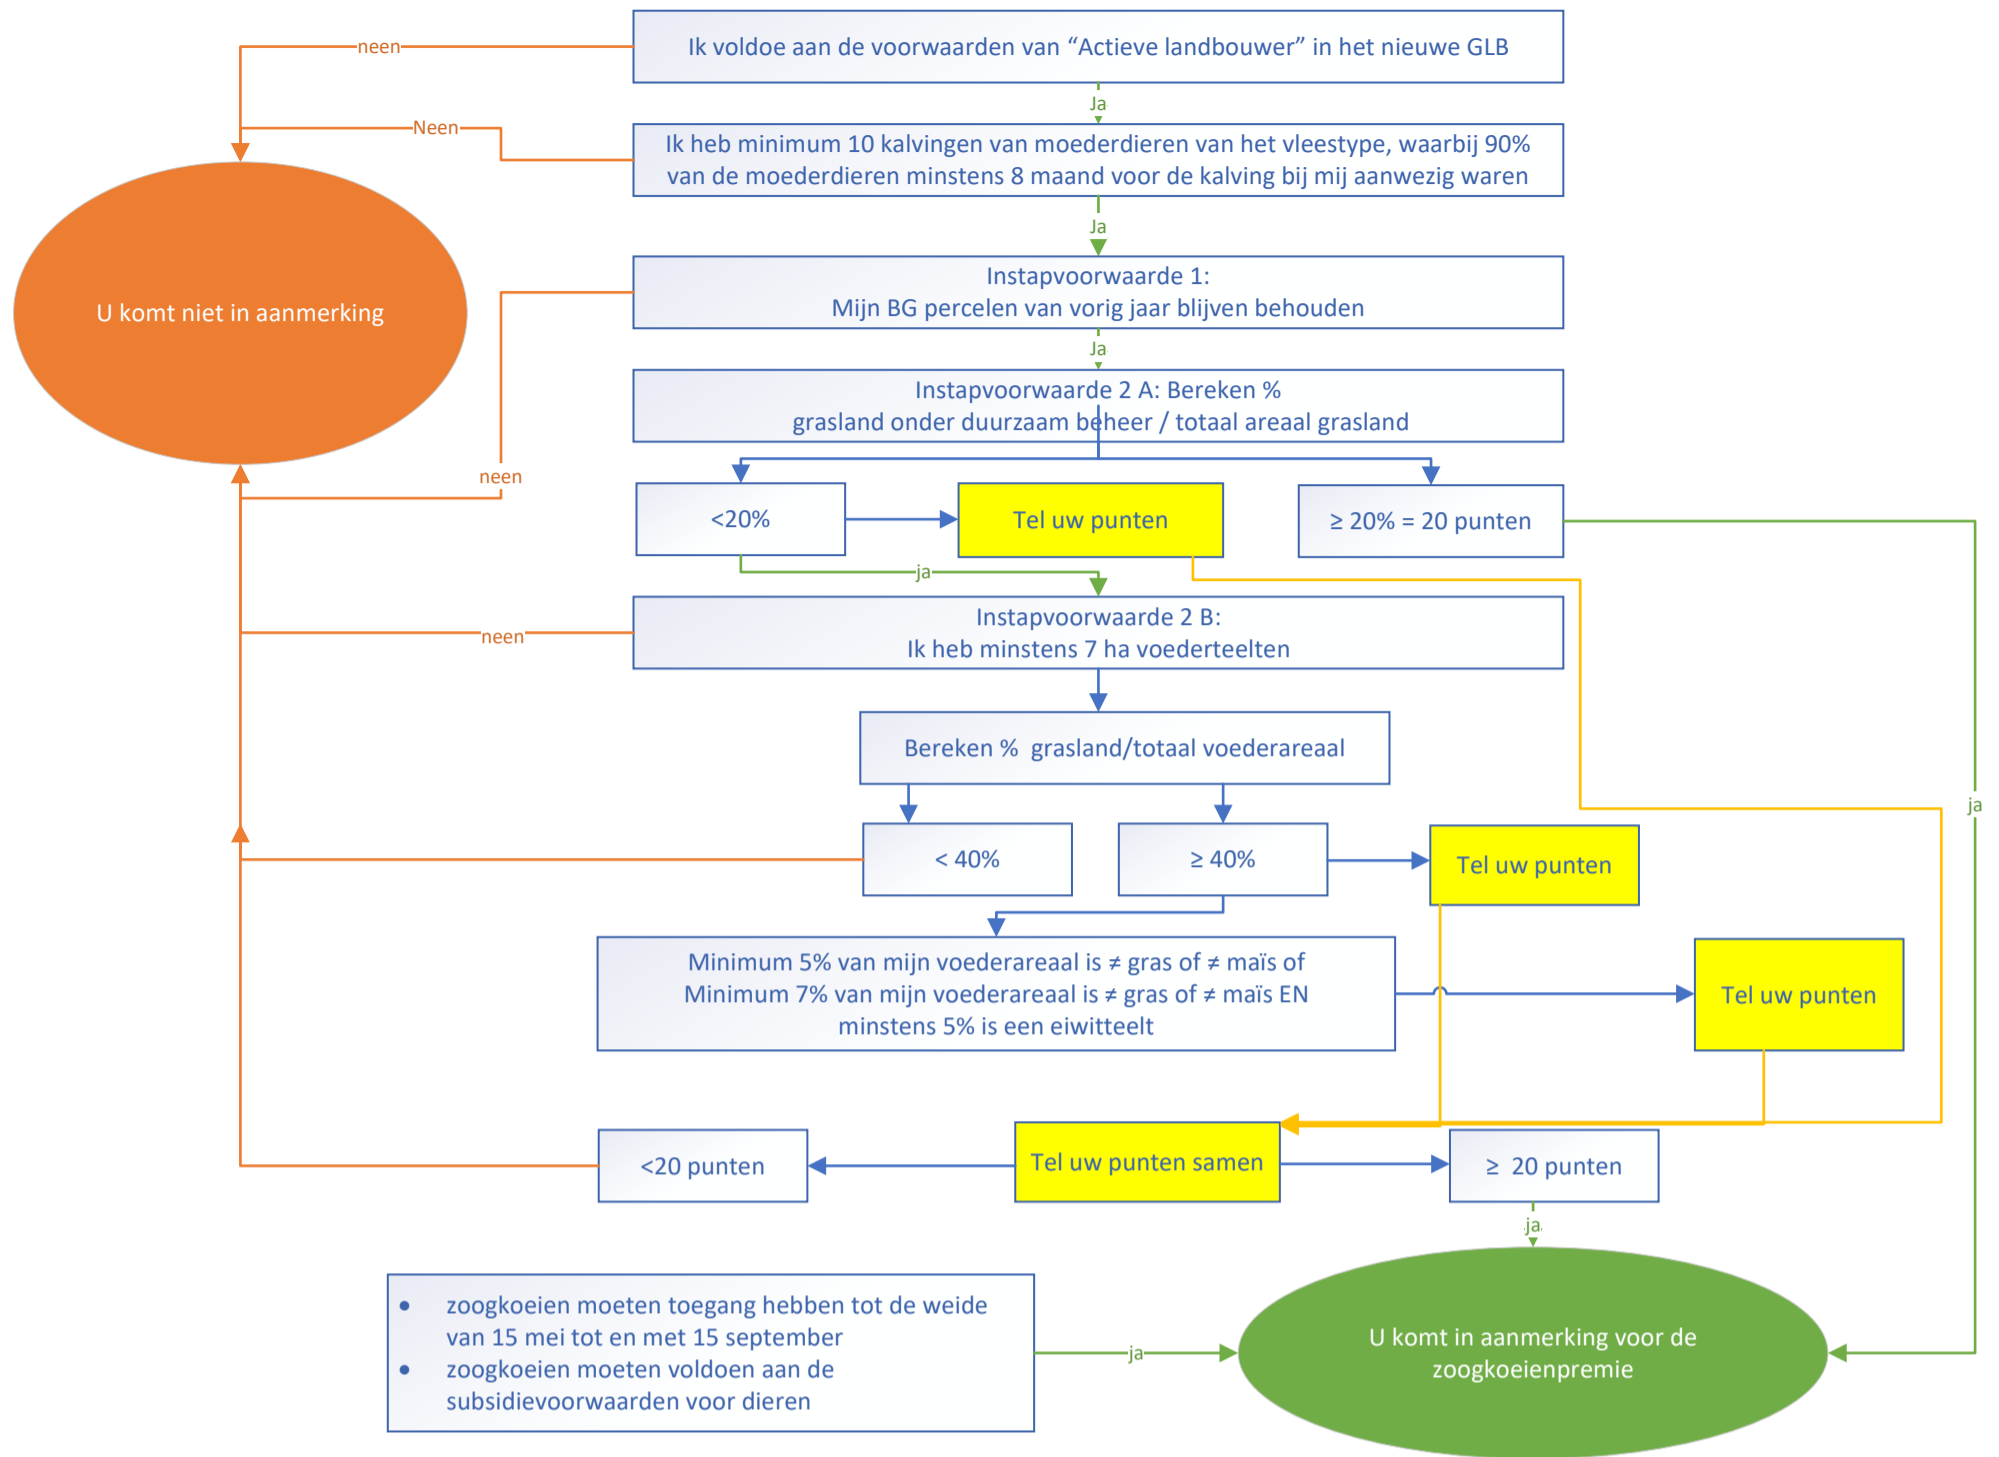 neen
Ik voldoe aan de voorwaarden van “Actieve landbouwer” in het nieuwe GLB
Ja
Neen
Ik heb minimum 10 kalvingen van moederdieren van het vleestype, waarbij 90%
van de moederdieren minstens 8 maand voor de kalving bij mij aanwezig waren
Ja
U komt niet in aanmerking
Instapvoorwaarde 1:
Mijn BG percelen van vorig jaar blijven behouden
Ja
neen
Instapvoorwaarde 2 A: Bereken %
grasland onder duurzaam beheer / totaal areaal grasland
<20%
Tel uw punten
≥ 20% = 20 punten
ja
neen
Instapvoorwaarde 2 B:
Ik heb minstens 7 ha voederteelten
Bereken % grasland/totaal voederareaal
ja
< 40%
≥ 40%
Tel uw punten
Minimum 5% van mijn voederareaal is ≠ gras of ≠ maïs of
Minimum 7% van mijn voederareaal is ≠ gras of ≠ maïs EN
minstens 5% is een eiwitteelt
Tel uw punten
<20 punten
Tel uw punten samen
≥ 20 punten
ja
• zoogkoeien moeten toegang hebben tot de weide
van 15 mei tot en met 15 september
• zoogkoeien moeten voldoen aan de
subsidievoorwaarden voor dieren
ja
U komt in aanmerking voor de
zoogkoeienpremie